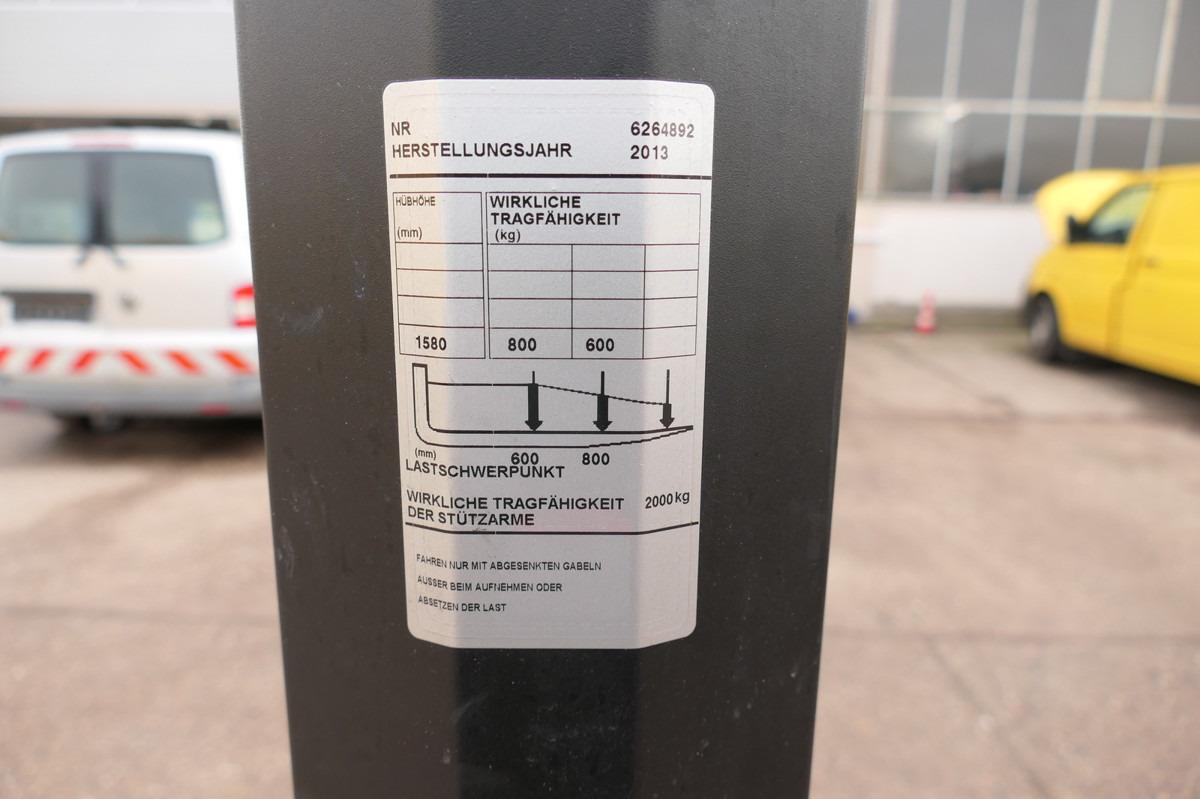 NR 6264892
HERSTELLUNGSJAHR 2013
HÜBHÖHE
(mm)
WIRKLICHE
TRAGFÄHIGKEIT
(kg)
1580 800 600
(mm) 600 800
LASTSCHWERPUNKT
WIRKLICHE TRAGFÄHIGKEIT 2000 kg
DER STÜTZARME
FAHREN NUR MIT ABGESENKTEN GABELN
AUSSER BEIM AUFNEHMEN ODER
ABSETZEN DER LAST